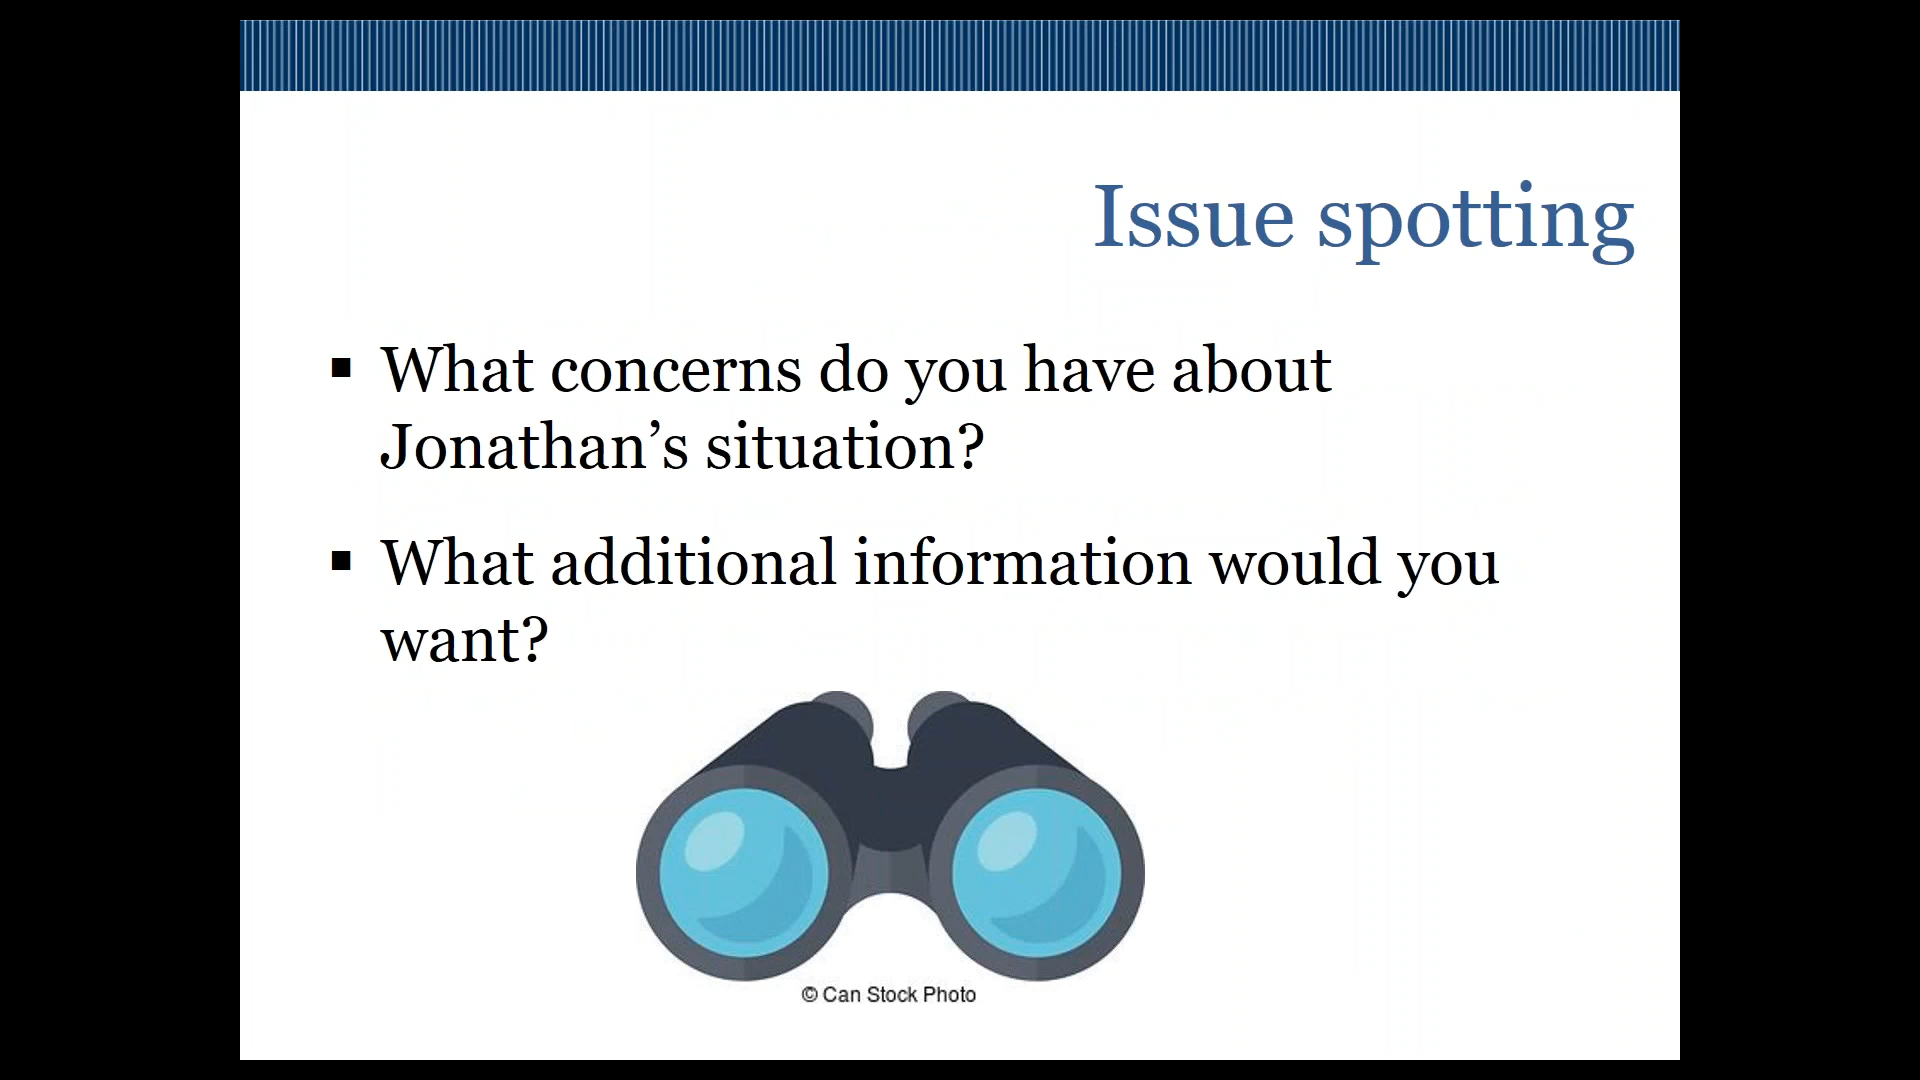 Issue spotting
▪ What concerns do you have about
Jonathan’s situation?
▪ What additional information would you
want?
© Can Stock Photo